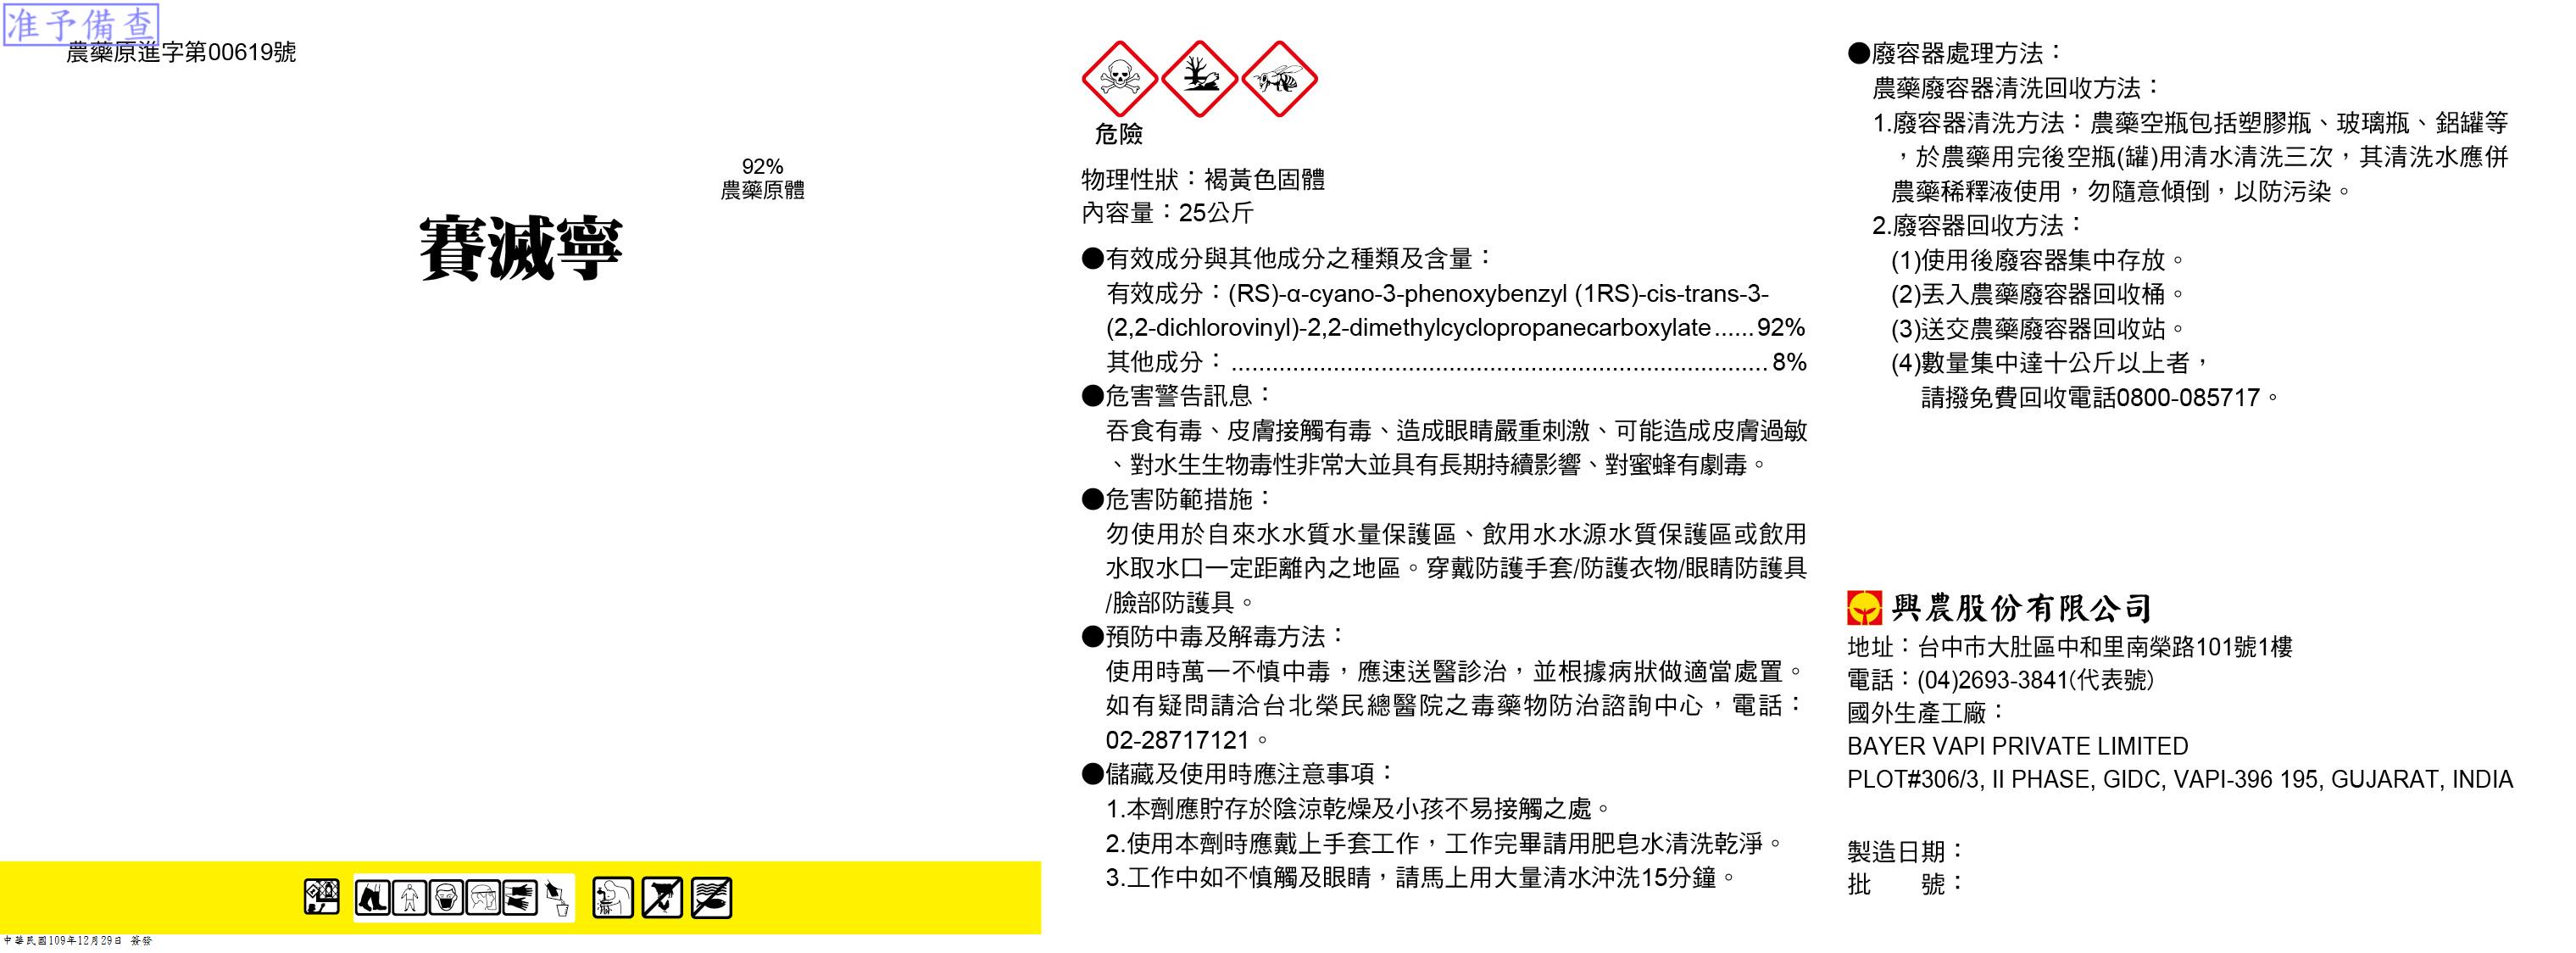 准予備查
農藥原進字第00619號
92%
農藥原體
賽滅寧
中華民國109年12月29日 簽發
危險
物理性狀：褐黃色固體
內容量：25公斤
●有效成分與其他成分之種類及含量：
有效成分：(RS)-α-cyano-3-phenoxybenzyl (1RS)-cis-trans-3-
(2,2-dichlorovinyl)-2,2-dimethylcyclopropanecarboxylate......92%
其他成分：............................................................................... 8%
●危害警告訊息：
吞食有毒、皮膚接觸有毒、造成眼睛嚴重刺激、可能造成皮膚過敏
、對水生生物毒性非常大並具有長期持續影響、對蜜蜂有劇毒。
●危害防範措施：
勿使用於自來水水質水量保護區、飲用水水源水質保護區或飲用
水取水口一定距離內之地區。穿戴防護手套/防護衣物/眼睛防護具
/臉部防護具。
●預防中毒及解毒方法：
使用時萬一不慎中毒，應速送醫診治，並根據病狀做適當處置。
如有疑問請洽台北榮民總醫院之毒藥物防治諮詢中心，電話：
02-28717121。
●儲藏及使用時應注意事項：
1.本劑應貯存於陰涼乾燥及小孩不易接觸之處。
2.使用本劑時應戴上手套工作，工作完畢請用肥皂水清洗乾淨。
3.工作中如不慎觸及眼睛，請馬上用大量清水沖洗15分鐘。
●廢容器處理方法：
農藥廢容器清洗回收方法：
1.廢容器清洗方法：農藥空瓶包括塑膠瓶、玻璃瓶、鋁罐等
，於農藥用完後空瓶(罐)用清水清洗三次，其清洗水應併
農藥稀釋液使用，勿隨意傾倒，以防污染。
2.廢容器回收方法：
(1)使用後廢容器集中存放。
(2)丟入農藥廢容器回收桶。
(3)送交農藥廢容器回收站。
(4)數量集中達十公斤以上者，
請撥免費回收電話0800-085717。
興農股份有限公司
地址：台中市大肚區中和里南榮路101號1樓
電話：(04)2693-3841(代表號)
國外生產工廠：
BAYER VAPI PRIVATE LIMITED
PLOT#306/3, II PHASE, GIDC, VAPI-396 195, GUJARAT, INDIA
製造日期：
批　　號：